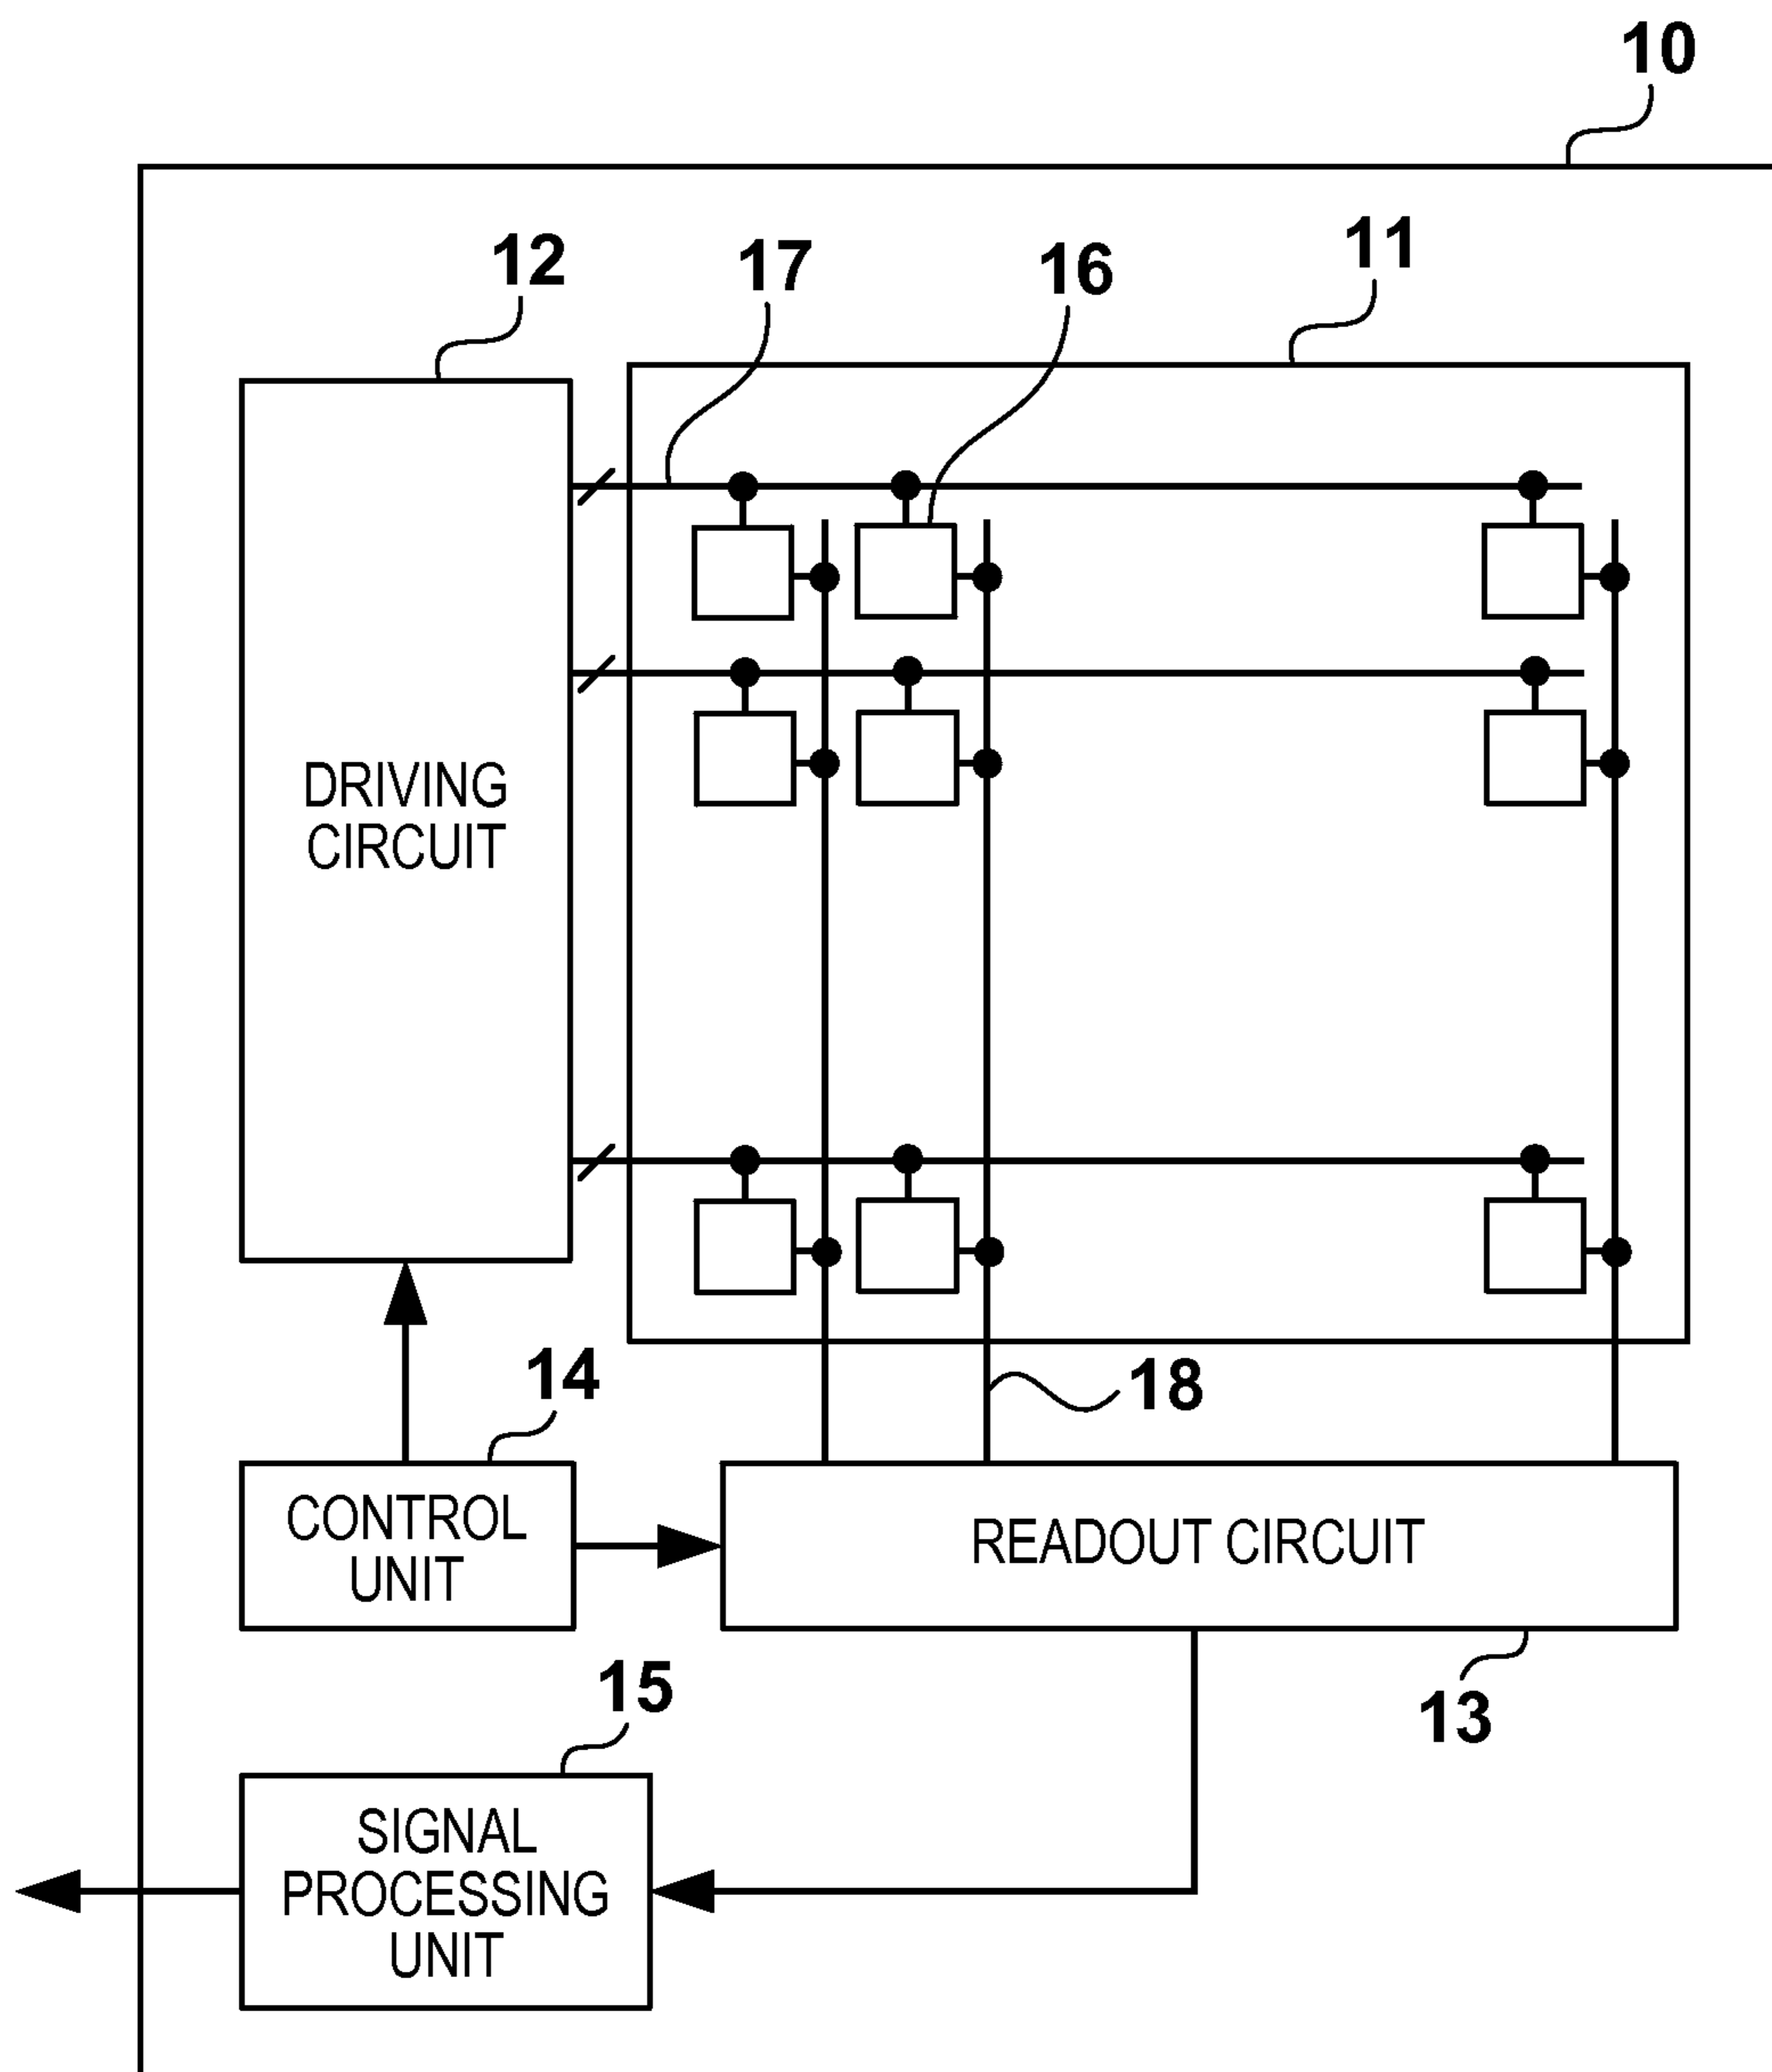 10
11
12
17
16
DRIVING
CIRCUIT
14
18
CONTROL
UNIT
READOUT CIRCUIT
15
13
SIGNAL
PROCESSING
UNIT